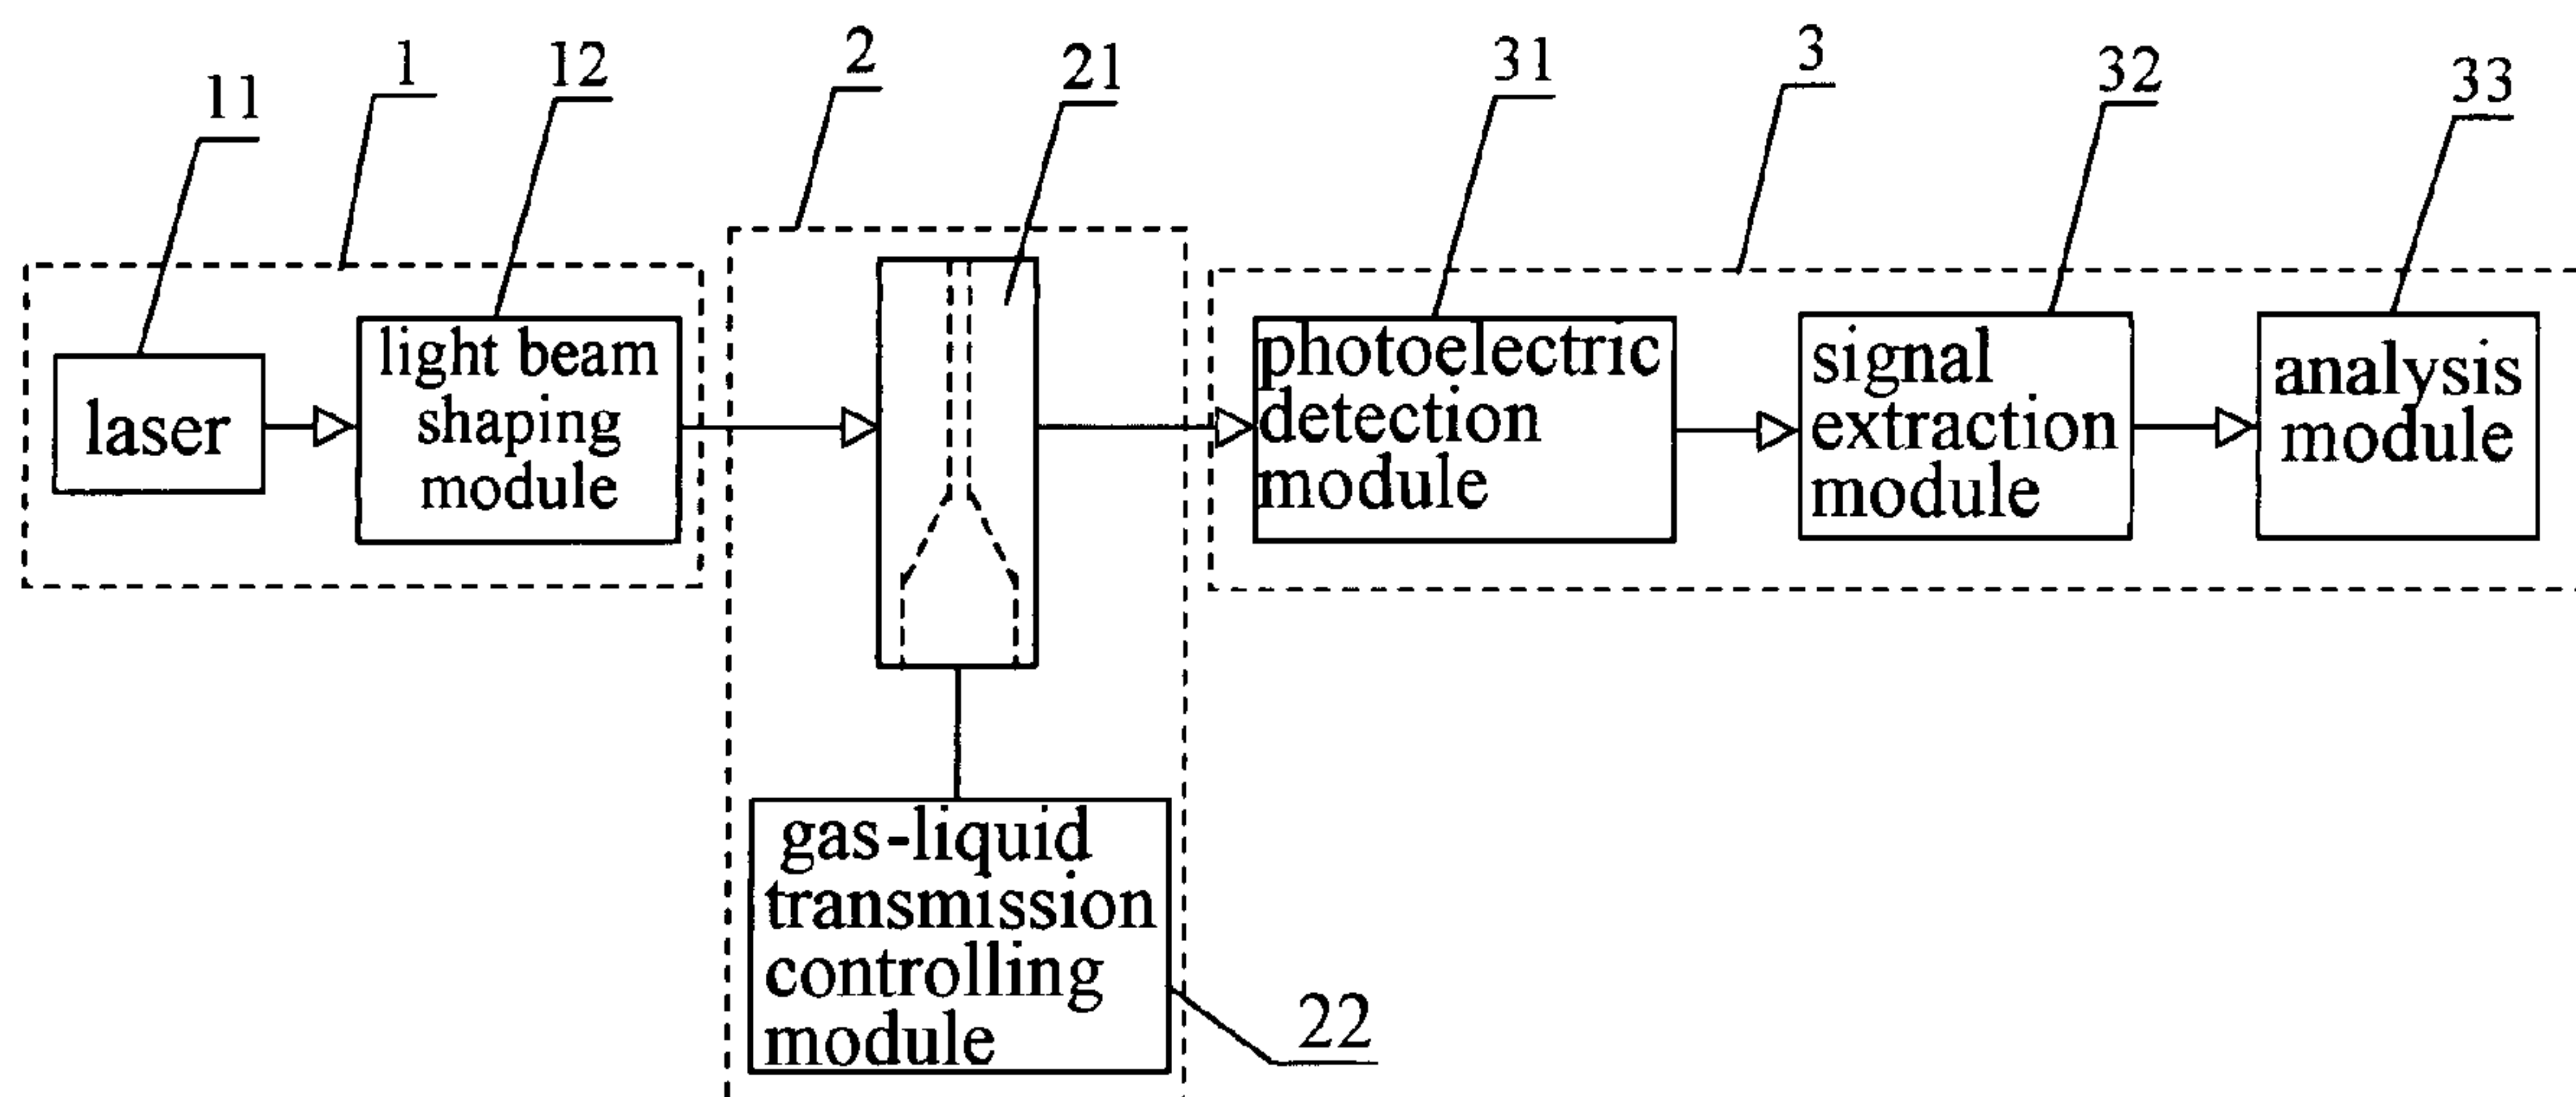 11
1
12
2
21
31
3
32
33
laser
light beam
shaping
module
photoelectric
detection
module
signal
extraction
module
analysis
module
gas-liquid
transmission
controlling
module
22